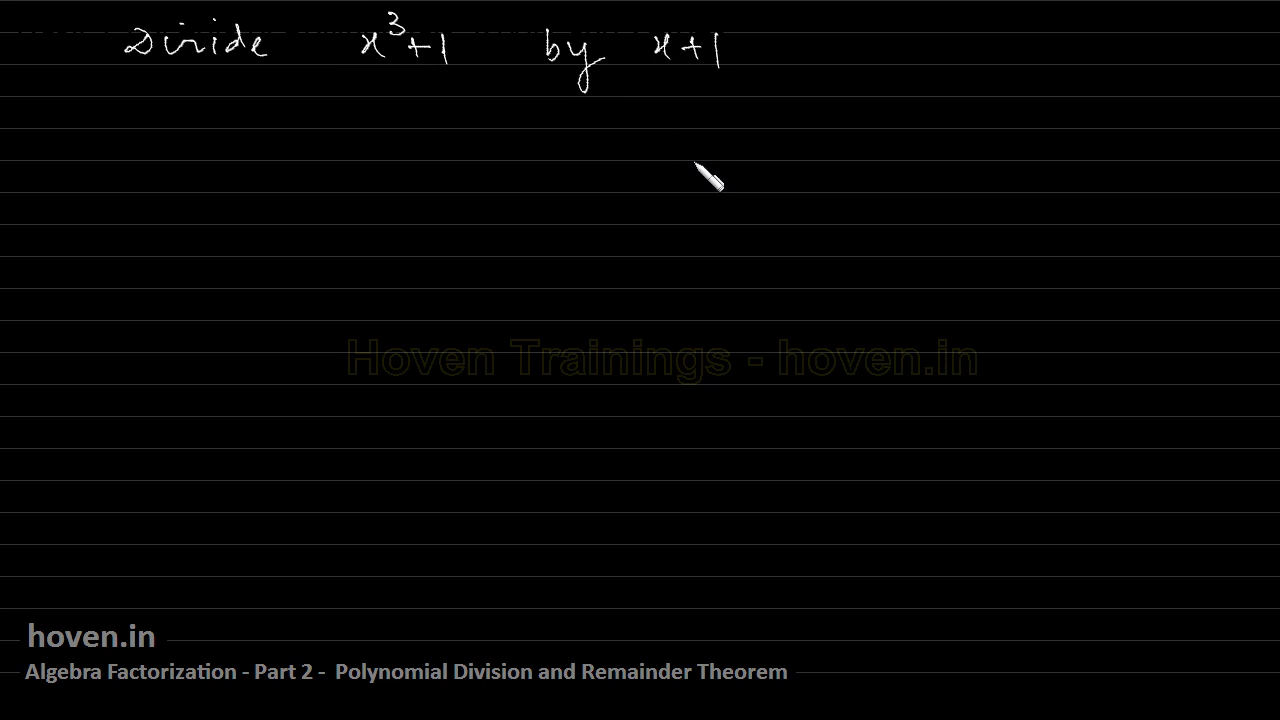 Divide x³+1 by x+1
Hoven Trainings - hoven.in
hoven.in
Algebra Factorization - Part 2 - Polynomial Division and Remainder Theorem